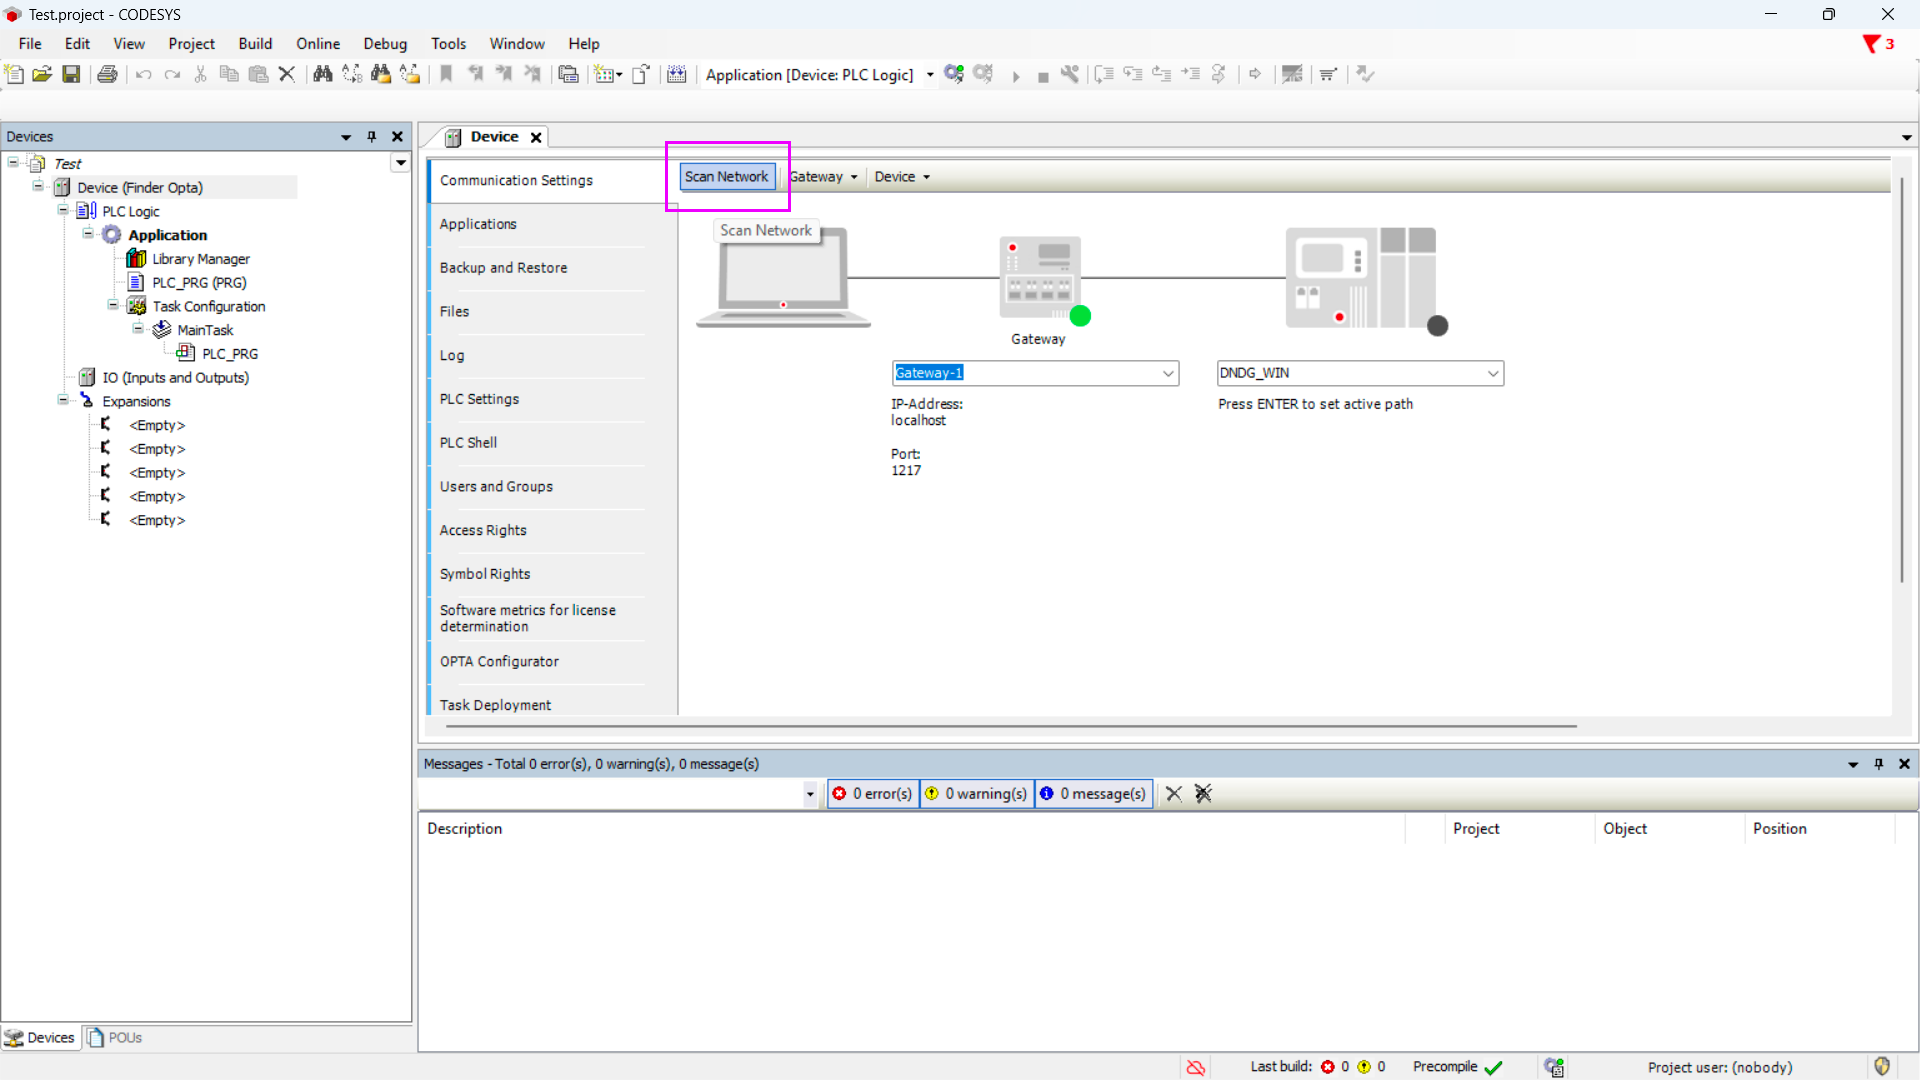 Test.project - CODESYS
File Edit View Project Build Online Debug Tools Window Help
3
Application [Device: PLC Logic]
Devices
Test
Device (Finder Opta)
PLC Logic
Application
Library Manager
PLC_PRG (PRG)
Task Configuration
MainTask
PLC_PRG
IO (Inputs and Outputs)
Expansions
<Empty>
<Empty>
<Empty>
<Empty>
<Empty>
Devices POUs
Device
Communication Settings
Applications
Backup and Restore
Files
Log
PLC Settings
PLC Shell
Users and Groups
Access Rights
Symbol Rights
Software metrics for license
determination
OPTA Configurator
Task Deployment
Scan Network Gateway Device
Scan Network
Gateway
Gateway-1
IP-Address:
localhost
Port:
1217
DNDG_WIN
Press ENTER to set active path
Messages - Total 0 error(s), 0 warning(s), 0 message(s)
0 error(s) 0 warning(s) 0 message(s)
Description Project Object Position
Last build: 0 0 Precompile Project user: (nobody)